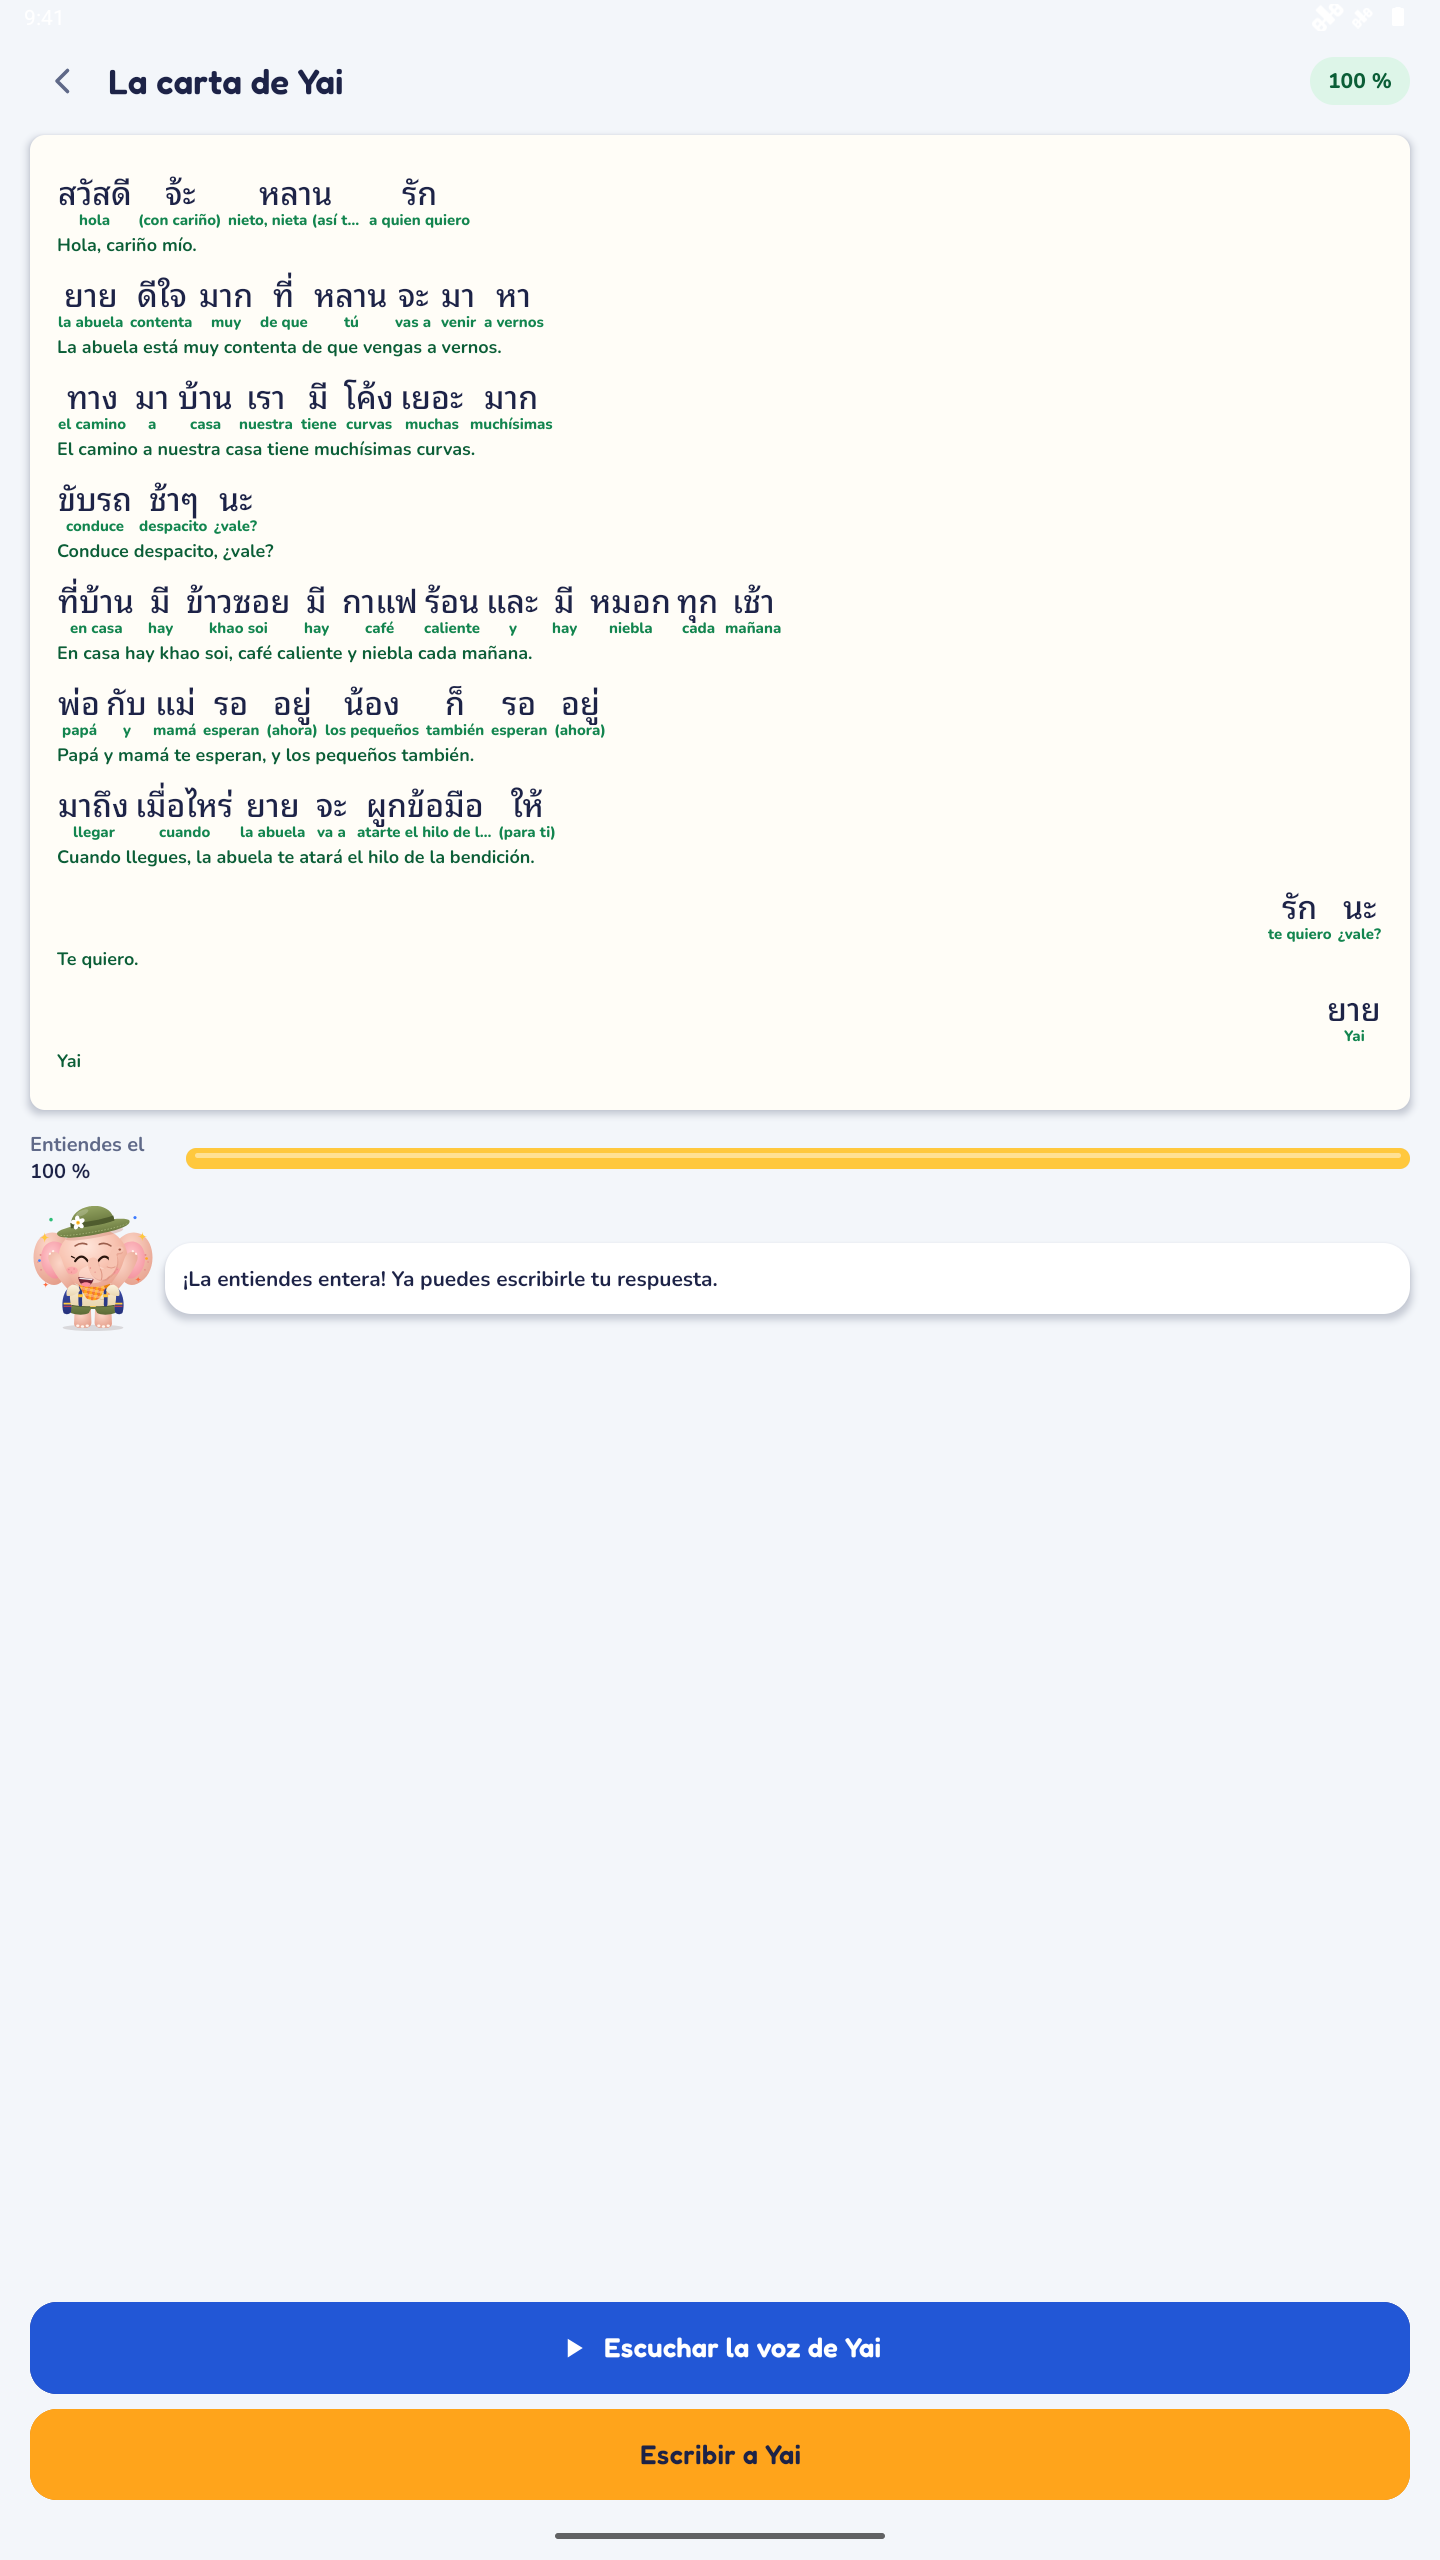 9:41
La carta de Yai
100 %
สวัสดี จ้ะ หลาน รัก
hola (con cariño) nieto, nieta (así t... a quien quiero
Hola, cariño mío.
ยาย ดีใจ มาก ที่ หลาน จะ มา หา
la abuela contenta muy de que tú vas a venir a vernos
La abuela está muy contenta de que vengas a vernos.
ทาง มา บ้าน เรา มี โค้ง เยอะ มาก
el camino a casa nuestra tiene curvas muchas muchísimas
El camino a nuestra casa tiene muchísimas curvas.
ขับรถ ช้าๆ นะ
conduce despacito ¿vale?
Conduce despacito, ¿vale?
ที่บ้าน มี ข้าวซอย มี กาแฟ ร้อน และ มี หมอก ทุก เช้า
en casa hay khao soi hay café caliente y hay niebla cada mañana
En casa hay khao soi, café caliente y niebla cada mañana.
พ่อ กับ แม่ รอ อยู่ น้อง ก็ รอ อยู่
papá y mamá esperan (ahora) los pequeños también esperan (ahora)
Papá y mamá te esperan, y los pequeños también.
มาถึง เมื่อไหร่ ยาย จะ ผูกข้อมือ ให้
llegar cuando la abuela va a atarte el hilo de l... (para ti)
Cuando llegues, la abuela te atará el hilo de la bendición.
รัก นะ
te quiero ¿vale?
Te quiero.
ยาย
Yai
Yai
Entiendes el
100 %
¡La entiendes entera! Ya puedes escribirle tu respuesta.
Escuchar la voz de Yai
Escribir a Yai